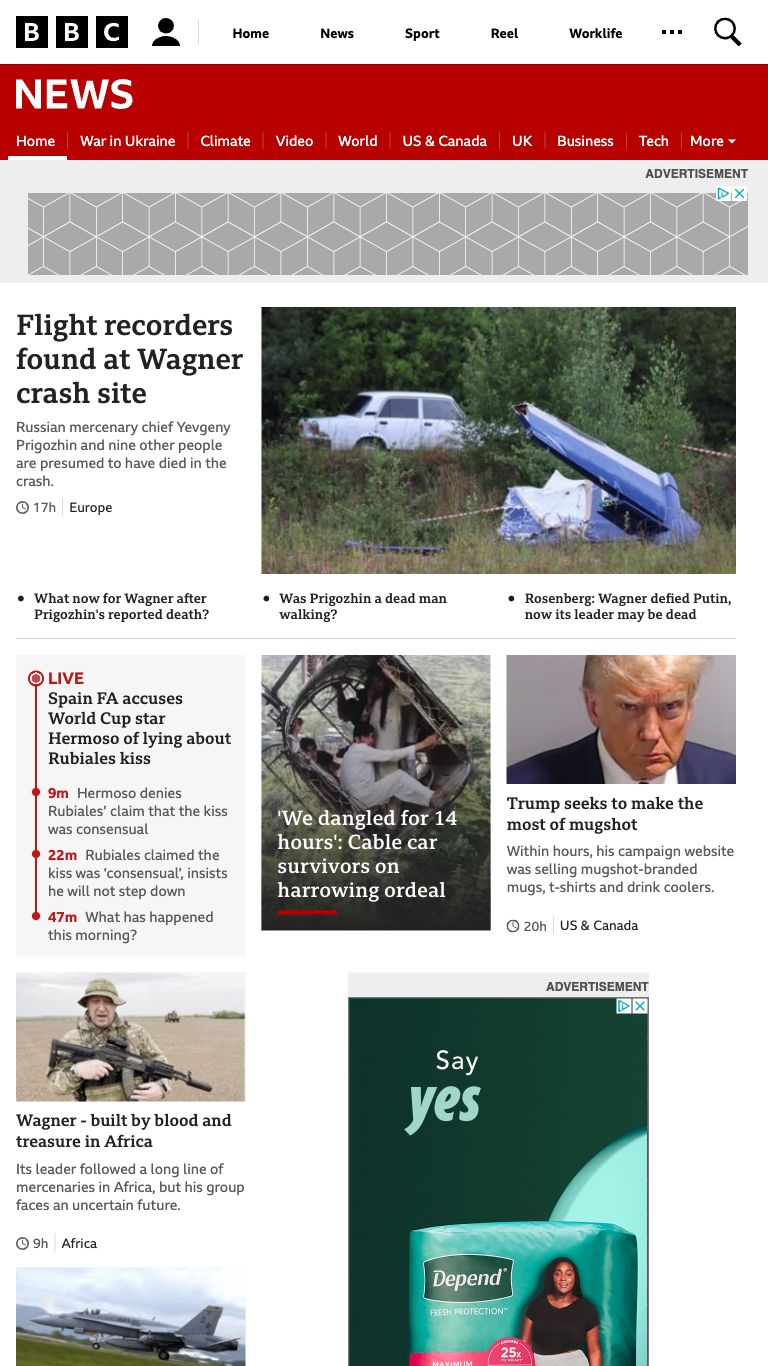 BBC
Home
News
Sport
Reel
Worklife
NEWS
Home
War in Ukraine
Climate
Video
World
US & Canada
UK
Business
Tech
More
ADVERTISEMENT
Flight recorders
found at Wagner
crash site
Russian mercenary chief Yevgeny
Prigozhin and nine other people
are presumed to have died in the
crash.
17h
Europe
What now for Wagner after
Prigozhin's reported death?
Was Prigozhin a dead man
walking?
Rosenberg: Wagner defied Putin,
now its leader may be dead
LIVE
Spain FA accuses
World Cup star
Hermoso of lying about
Rubiales kiss
9m Hermoso denies
Rubiales’ claim that the kiss
was consensual
22m Rubiales claimed the
kiss was ‘consensual’, insists
he will not step down
47m What has happened
this morning?
'We dangled for 14
hours': Cable car
survivors on
harrowing ordeal
Trump seeks to make the
most of mugshot
Within hours, his campaign website
was selling mugshot-branded
mugs, t-shirts and drink coolers.
20h
US & Canada
Wagner - built by blood and
treasure in Africa
Its leader followed a long line of
mercenaries in Africa, but his group
faces an uncertain future.
9h
Africa
ADVERTISEMENT
Say
yes
Depend®
FRESH PROTECTION™
MAXIMUM
25x